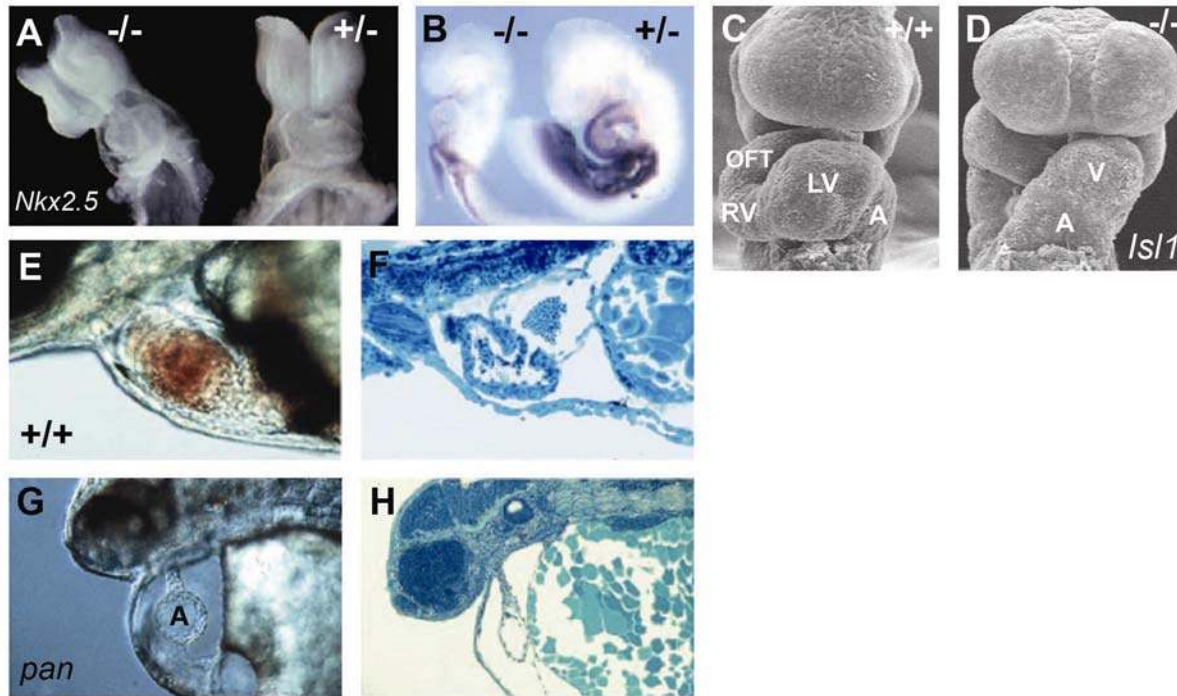 A
-/-
+/-
Nkx2.5
B
-/-
+/-
C
+/+
OFT
LV
RV
A
D
-/-
V
A
Isl1
E
+/+
F
G
A
pan
H